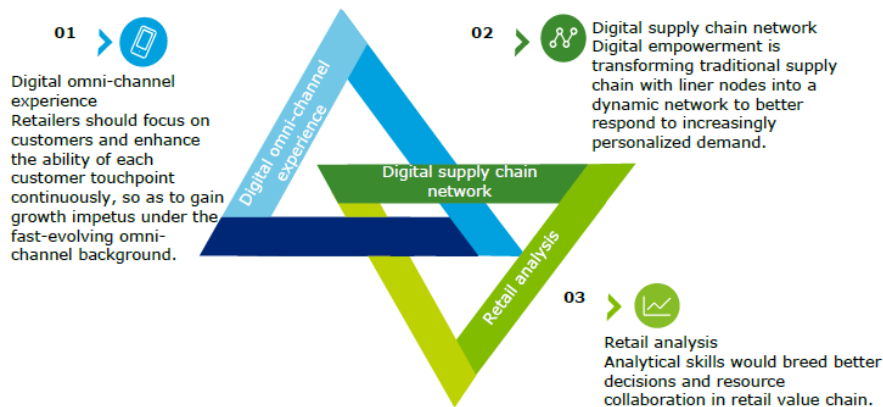 01
Digital omni-channel
experience
Retailers should focus on
customers and enhance
the ability of each
customer touchpoint
continuously, so as to gain
growth impetus under the
fast-evolving omni-
channel background.
02
Digital supply chain network
Digital empowerment is
transforming traditional supply
chain with liner nodes into a
dynamic network to better
respond to increasingly
personalized demand.
Digital omni-channel
experience
Digital supply chain
network
Retail analysis
03
Retail analysis
Analytical skills would breed better
decisions and resource
collaboration in retail value chain.